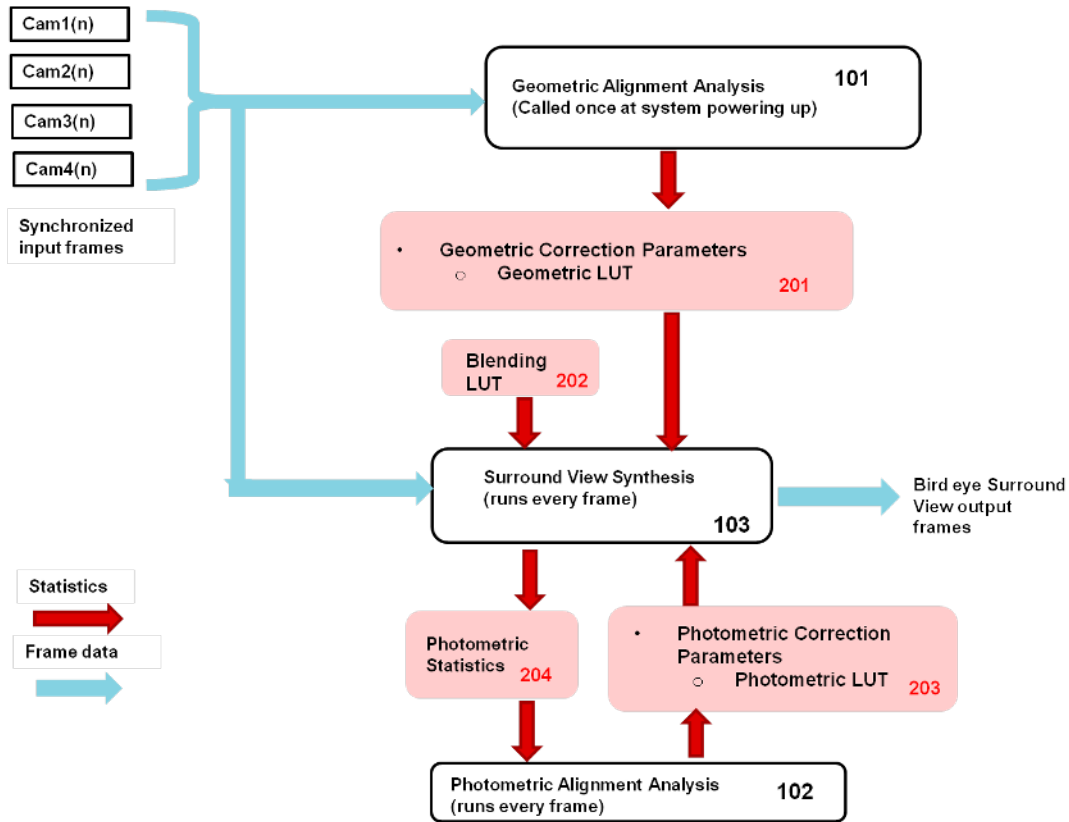 Cam1(n)
Cam2(n)
Cam3(n)
Cam4(n)
Synchronized
input frames
Geometric Alignment Analysis
(Called once at system powering up)
101
• Geometric Correction Parameters
○ Geometric LUT
201
Blending
LUT
202
Surround View Synthesis
(runs every frame)
103
Bird eye Surround
View output
frames
Statistics
Frame data
Photometric
Statistics
204
• Photometric Correction
Parameters
○ Photometric LUT
203
Photometric Alignment Analysis
(runs every frame)
102